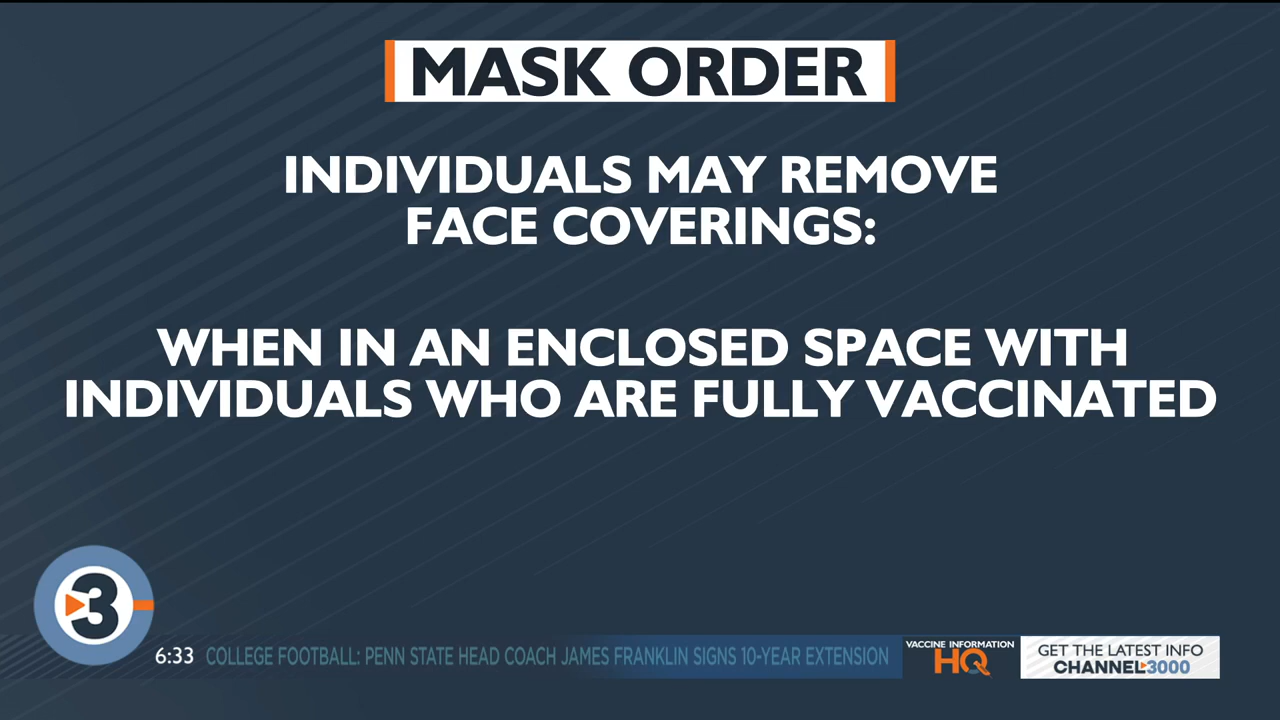 MASK ORDER
INDIVIDUALS MAY REMOVE
FACE COVERINGS:
WHEN IN AN ENCLOSED SPACE WITH
INDIVIDUALS WHO ARE FULLY VACCINATED
3
6:33 COLLEGE FOOTBALL: PENN STATE HEAD COACH JAMES FRANKLIN SIGNS 10-YEAR EXTENSION
VACCINE INFORMATION
HQ
GET THE LATEST INFO
CHANNEL3000